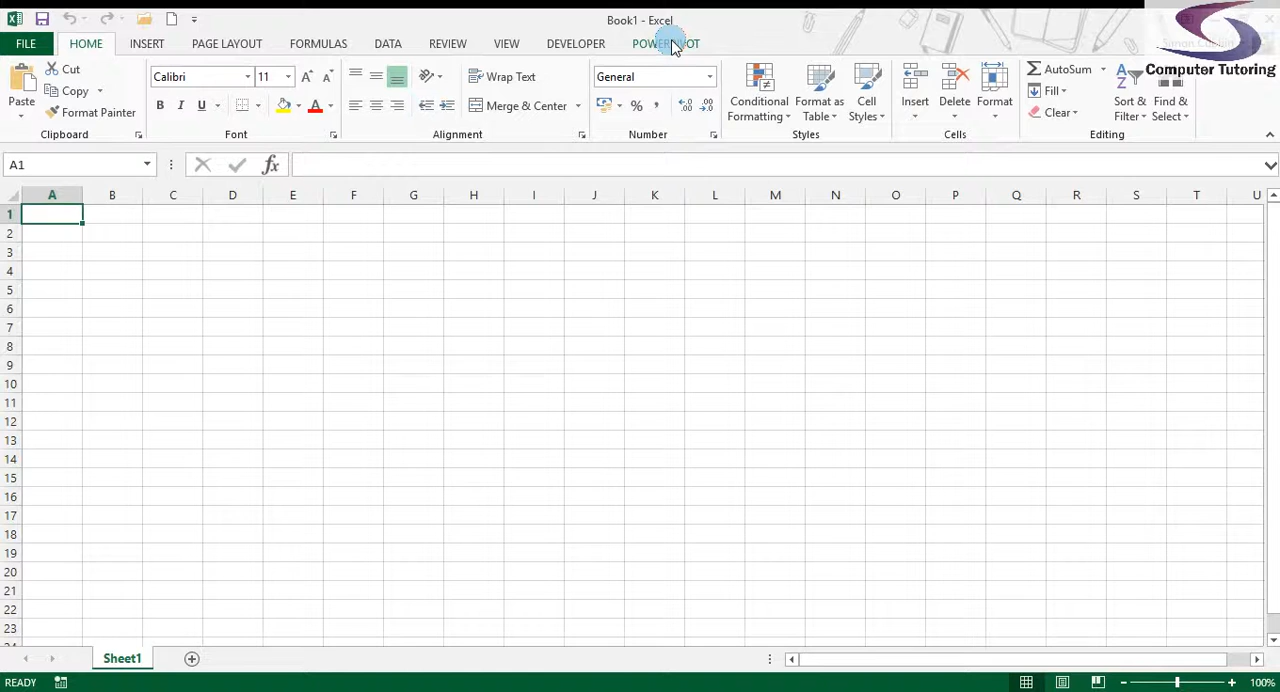 Book1 - Excel
FILE HOME INSERT PAGE LAYOUT FORMULAS DATA REVIEW VIEW DEVELOPER POWERPIVOT
Computer Tutoring
Paste
Cut
Copy
Format Painter
Clipboard
Calibri 11
B I U
Font
Wrap Text
Merge & Center
Alignment
General
%
Number
Conditional Formatting
Format as Table
Cell Styles
Styles
Insert
Delete
Format
Cells
AutoSum
Fill
Clear
Sort & Filter
Find & Select
Editing
A1
fx
A B C D E F G H I J K L M N O P Q R S T U
1
2
3
4
5
6
7
8
9
10
11
12
13
14
15
16
17
18
19
20
21
22
23
Sheet1
READY 100%